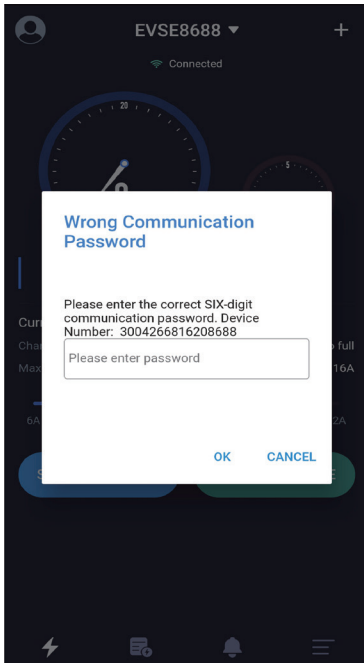 EVSE8688 ▼ +
Connected
20
5
Wrong Communication
Password
Please enter the correct SIX-digit
communication password. Device
Number: 3004266816208688
Please enter password
OK CANCEL
full
16A
6A